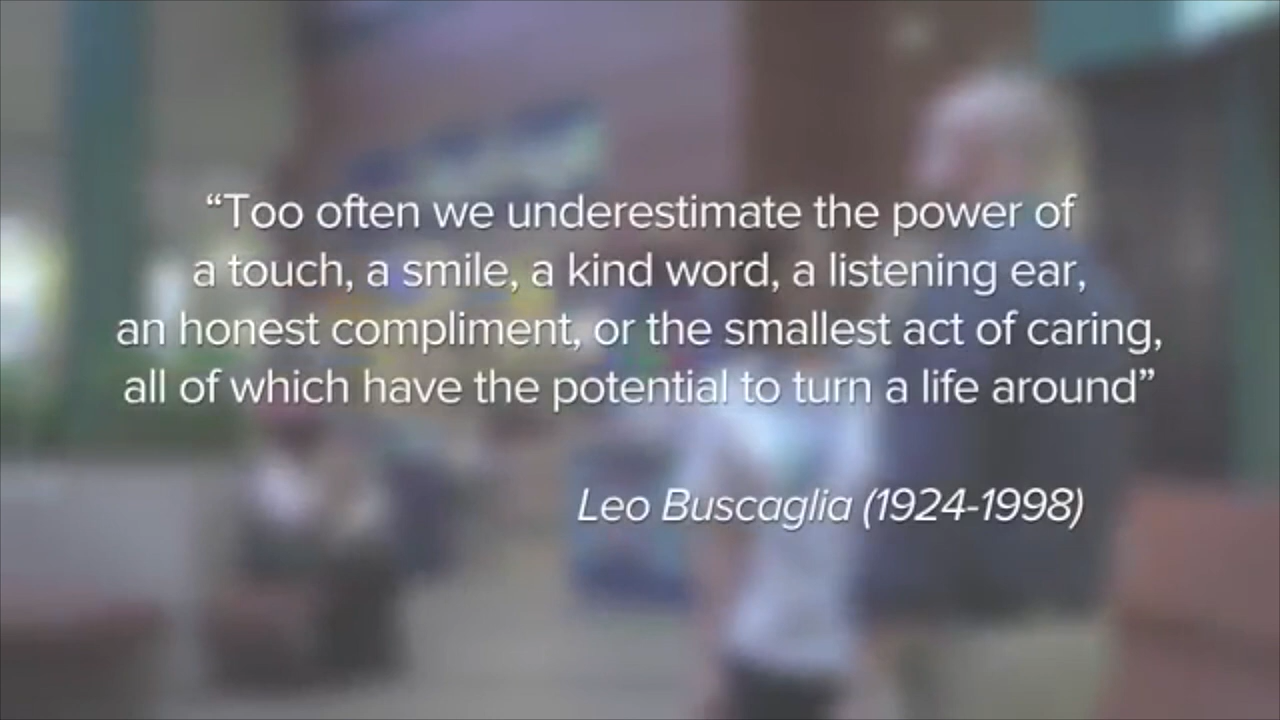 “Too often we underestimate the power of
a touch, a smile, a kind word, a listening ear,
an honest compliment, or the smallest act of caring,
all of which have the potential to turn a life around”
Leo Buscaglia (1924-1998)